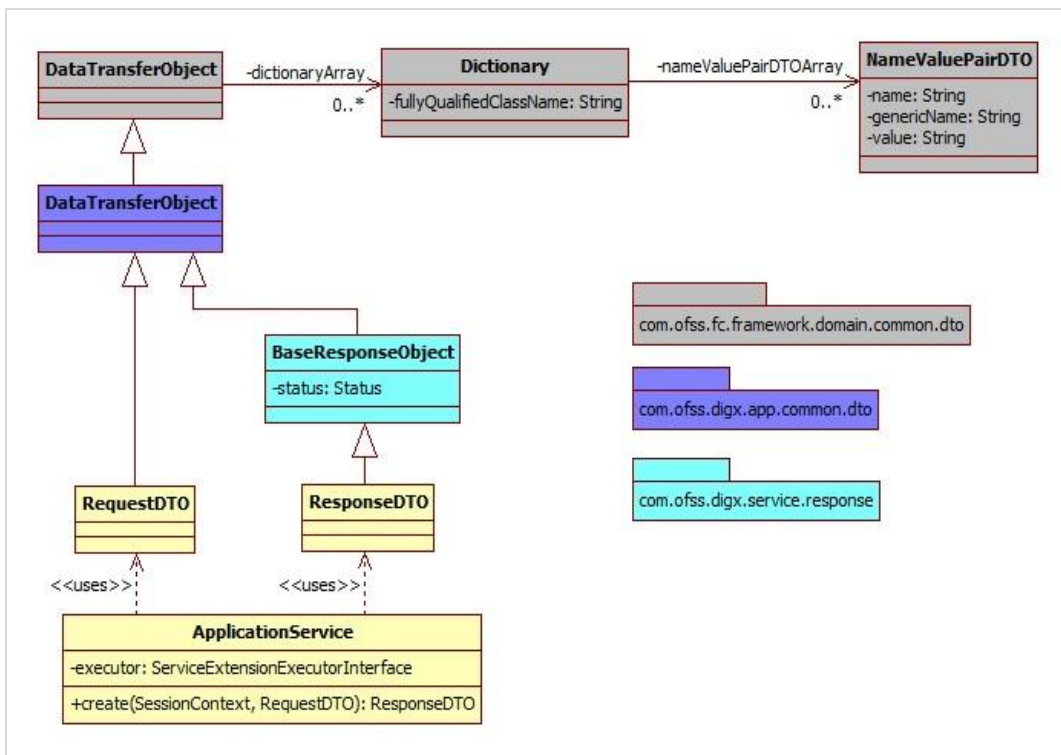 DataTransferObject
-dictionaryArray
0..*
Dictionary
-fullyQualifiedClassName: String
-nameValuePairDTOArray
0..*
NameValuePairDTO
-name: String
-genericName: String
-value: String
DataTransferObject
BaseResponseObject
-status: Status
com.ofss.fc.framework.domain.common.dto
com.ofss.digx.app.common.dto
com.ofss.digx.service.response
RequestDTO
ResponseDTO
<<uses>>
<<uses>>
ApplicationService
-executor: ServiceExtensionExecutorInterface
+create(SessionContext, RequestDTO): ResponseDTO